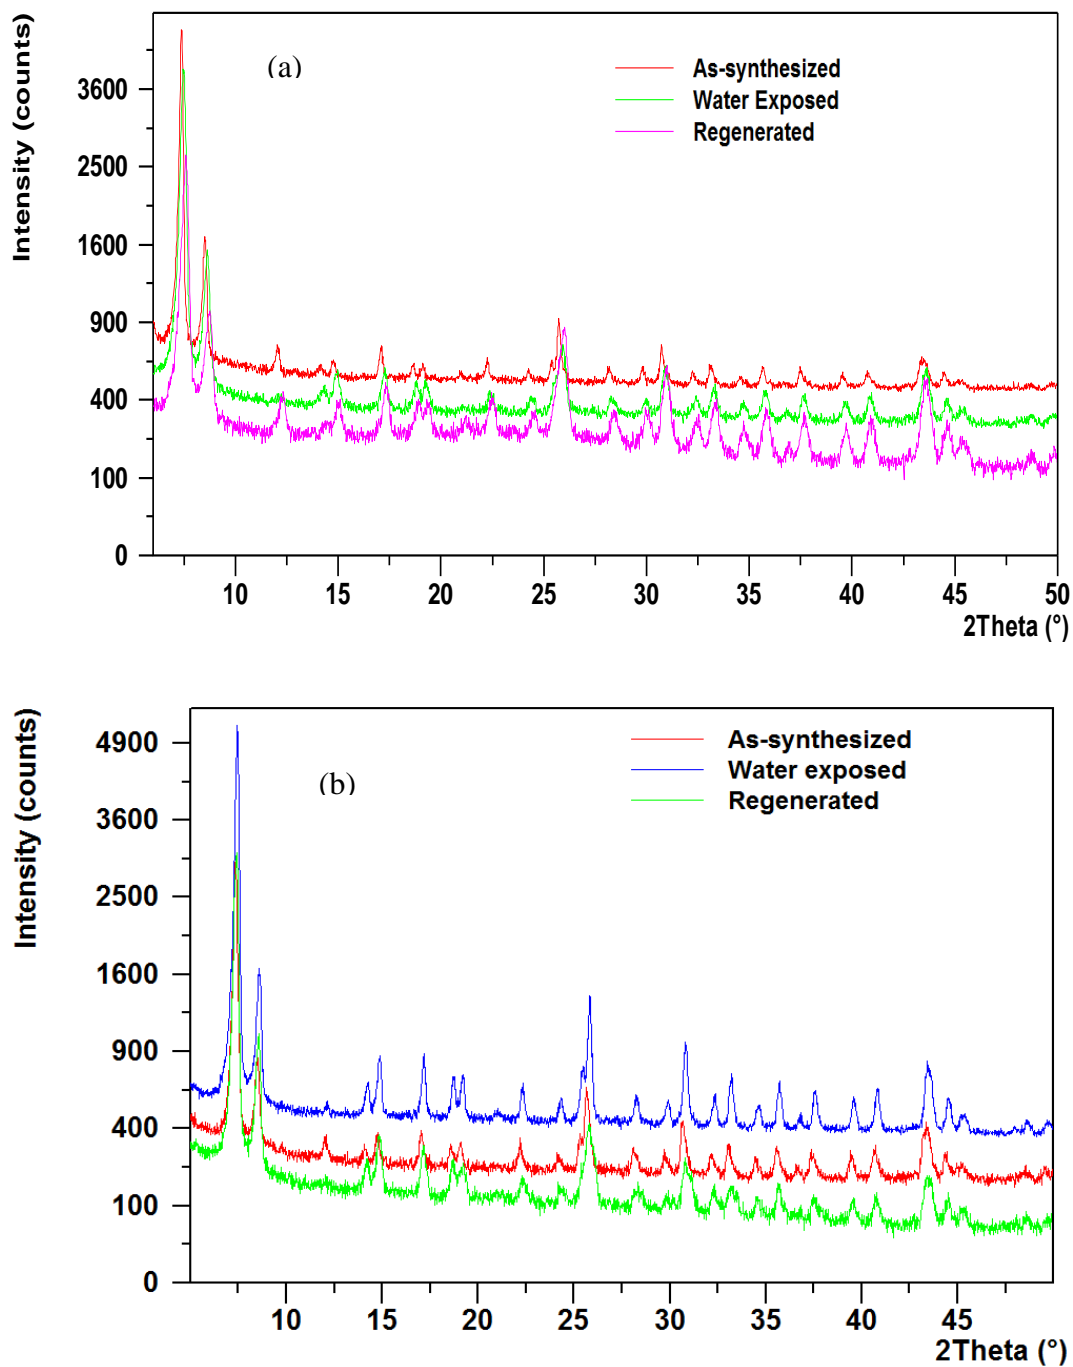 (a)
As-synthesized
Water Exposed
Regenerated
Intensity (counts)
3600
2500
1600
900
400
100
0
10 15 20 25 30 35 40 45 50
2Theta (°)
(b)
As-synthesized
Water exposed
Regenerated
Intensity (counts)
4900
3600
2500
1600
900
400
100
0
10 15 20 25 30 35 40 45
2Theta (°)